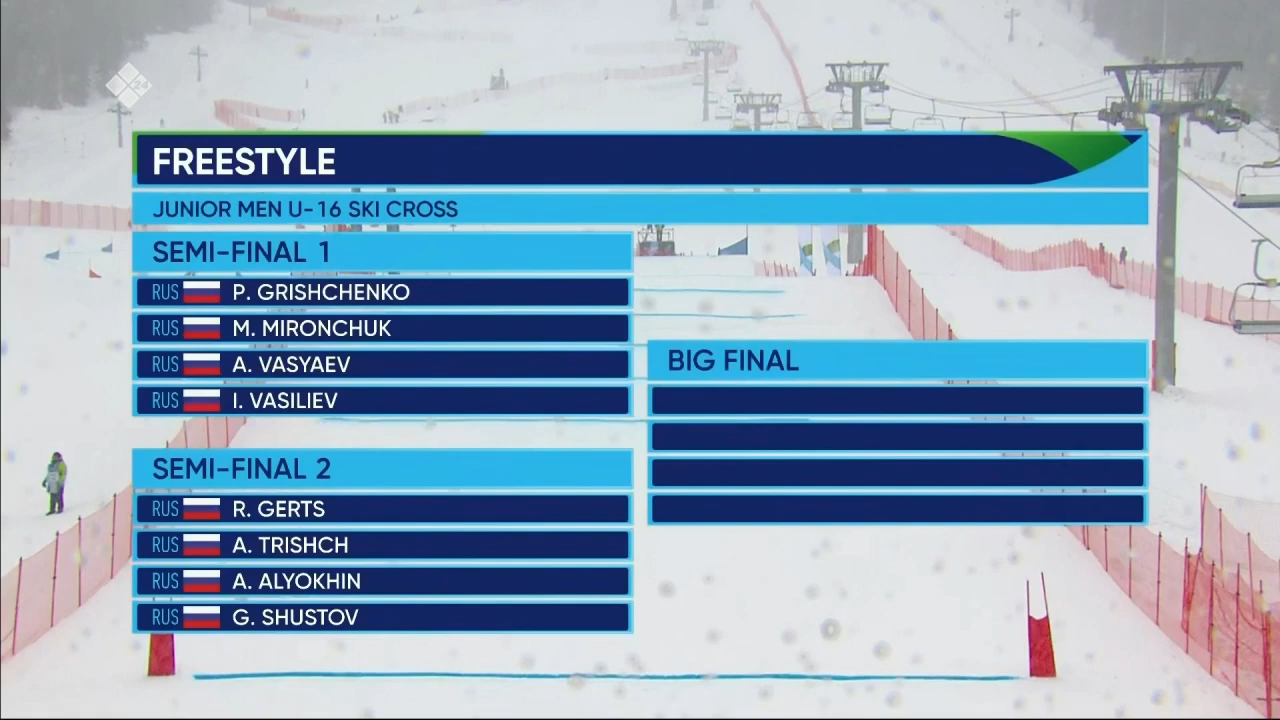 24
FREESTYLE
JUNIOR MEN U-16 SKI CROSS
SEMI-FINAL 1
RUS P. GRISHCHENKO
RUS M. MIRONCHUK
RUS A. VASYAEV
RUS I. VASILIEV
BIG FINAL
SEMI-FINAL 2
RUS R. GERTS
RUS A. TRISHCH
RUS A. ALYOKHIN
RUS G. SHUSTOV